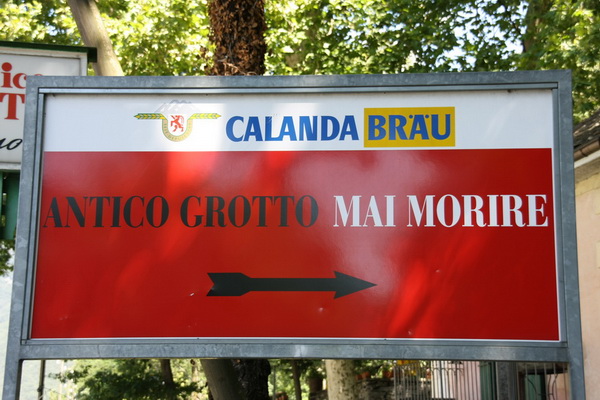 CALANDA BRÄU
ANTICO GROTTO MAI MORIRE